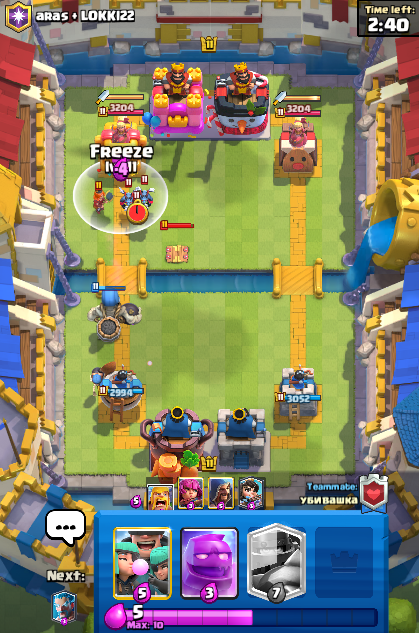 aras + LOKKI22
Time left:
2:40
3204
3204
Freeze
2994
3052
Teammate:
УБИВАШКА
...
5
3
7
Next:
5
Max: 10